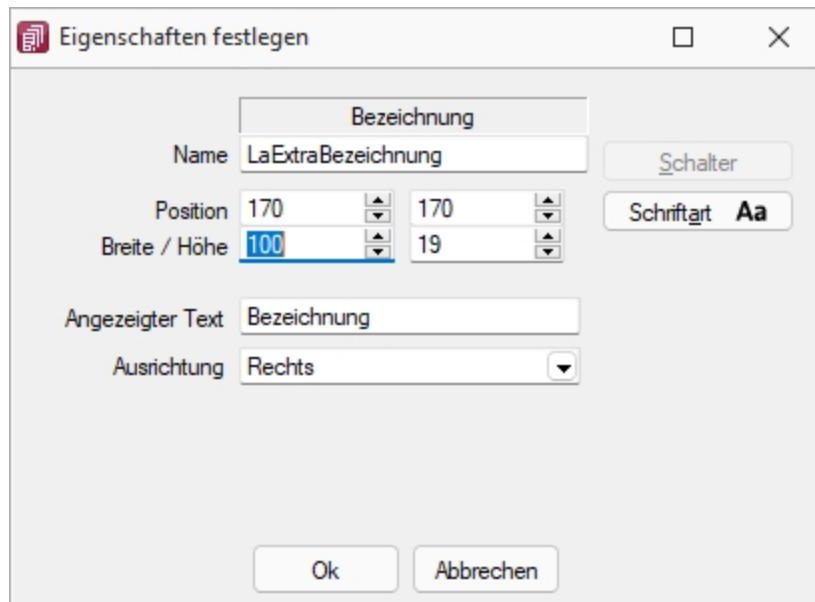 Eigenschaften festlegen
Bezeichnung
Name LaExtraBezeichnung Schalter
Position 170 170 Schriftart Aa
Breite / Höhe 100 19
Angezeigter Text Bezeichnung
Ausrichtung Rechts
Ok Abbrechen